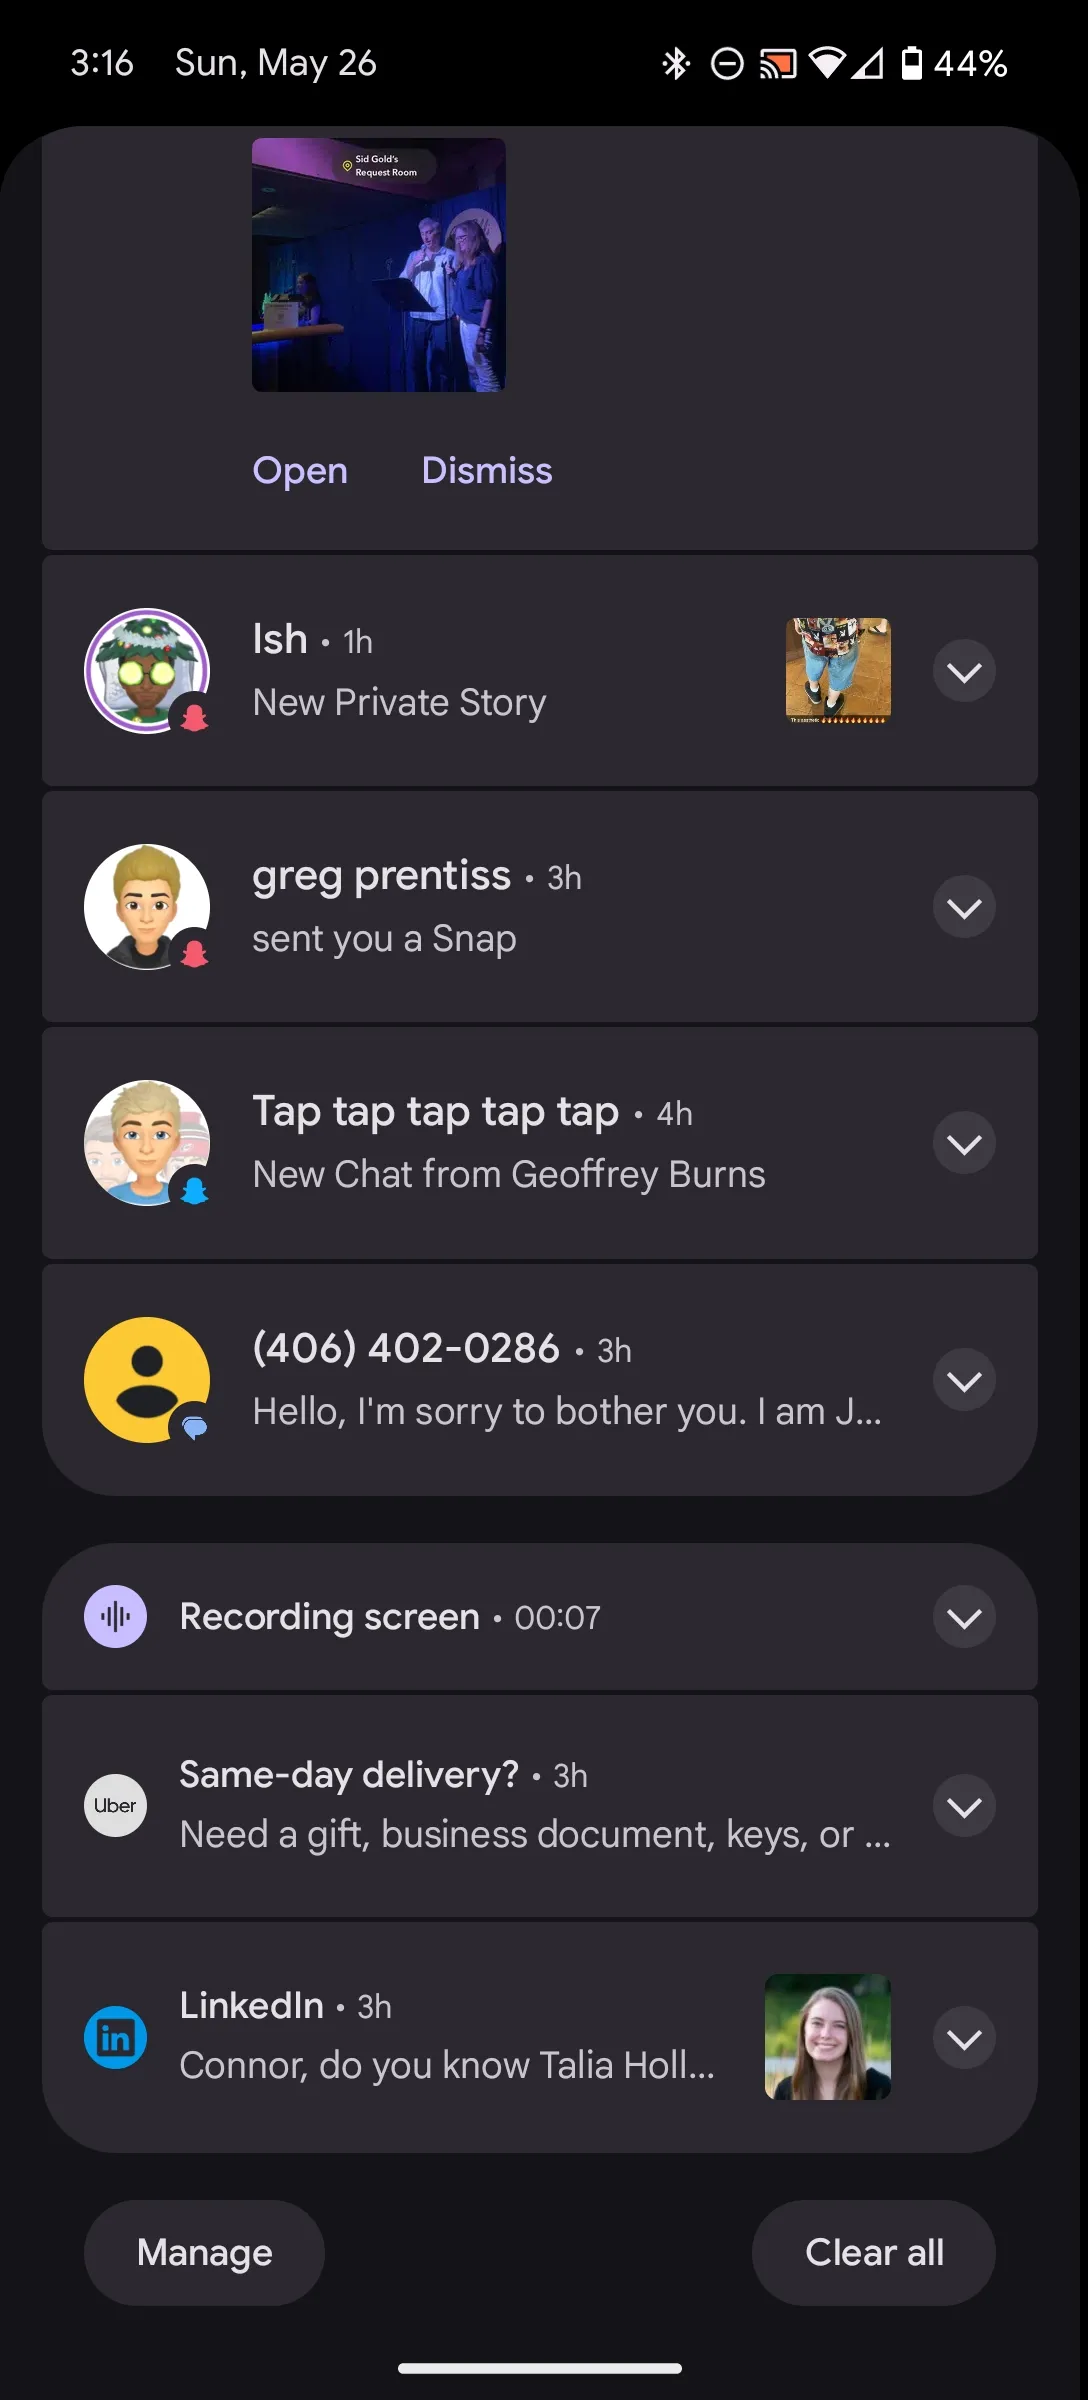 3:16 Sun, May 26 44%
Sid Gold's
Request Room
Open Dismiss
Ish • 1h
New Private Story
greg prentiss • 3h
sent you a Snap
Tap tap tap tap tap • 4h
New Chat from Geoffrey Burns
(406) 402-0286 • 3h
Hello, I'm sorry to bother you. I am J...
Recording screen • 00:07
Same-day delivery? • 3h
Uber
Need a gift, business document, keys, or ...
LinkedIn • 3h
in
Connor, do you know Talia Holl...
Manage Clear all